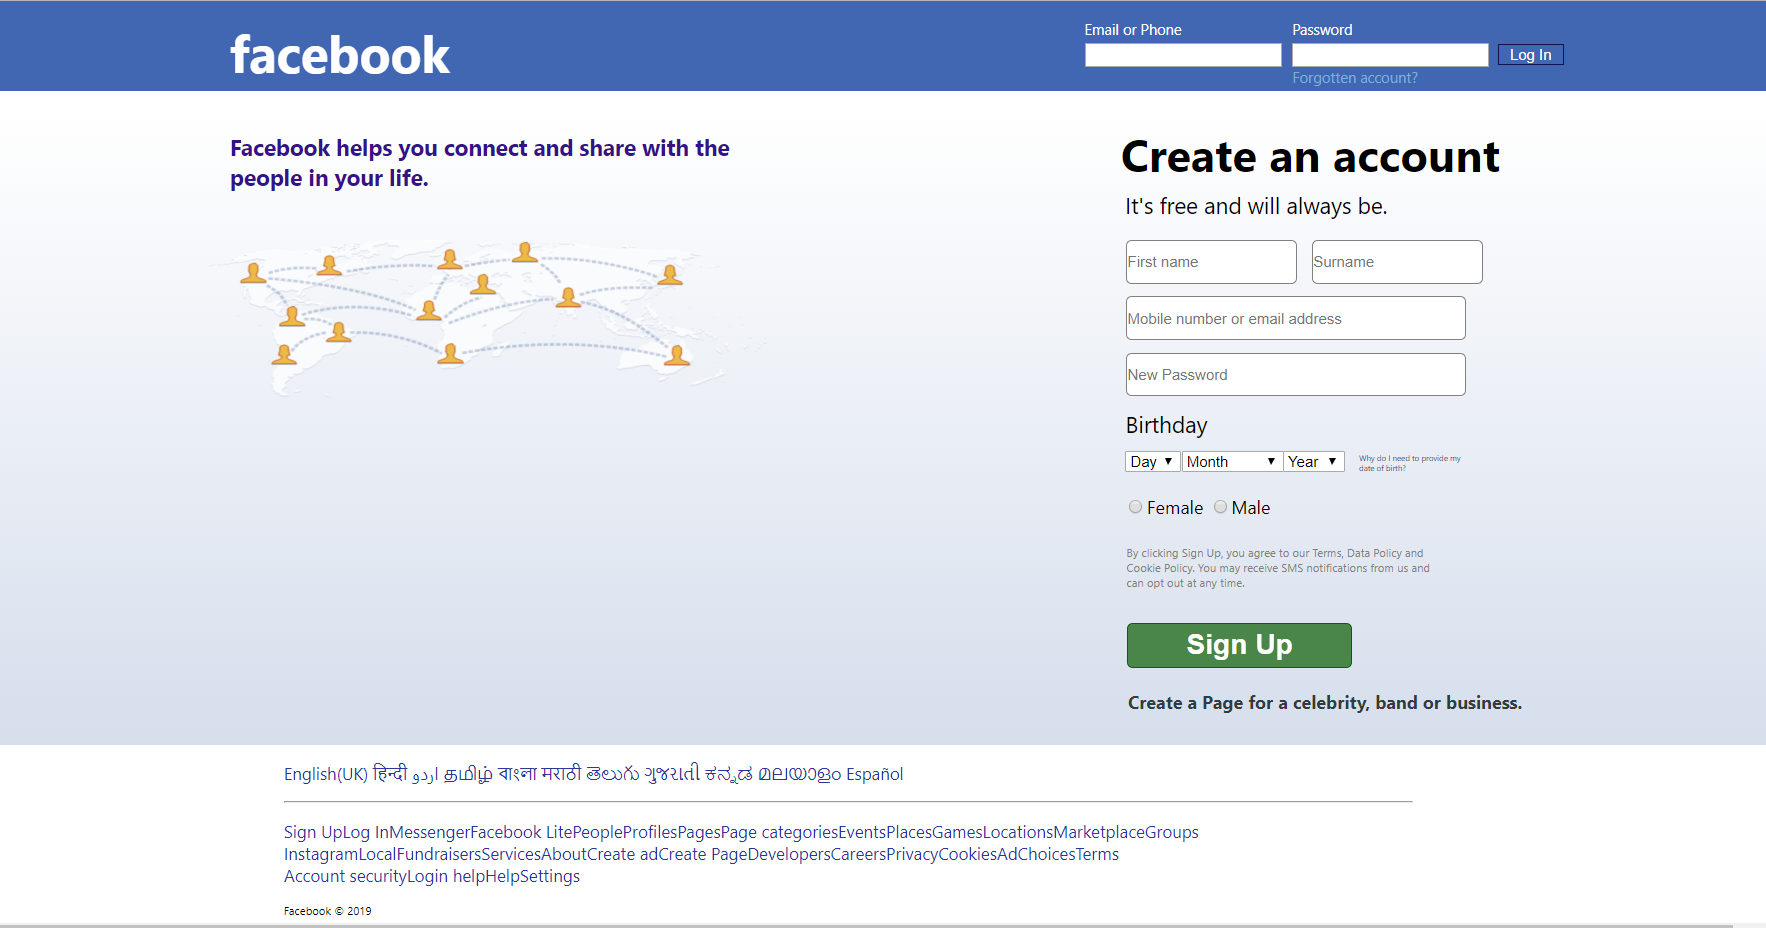 facebook
Email or Phone
Password
Log In
Forgotten account?
Facebook helps you connect and share with the
people in your life.
Create an account
It's free and will always be.
First name
Surname
Mobile number or email address
New Password
Birthday
Day
Month
Year
Why do I need to provide my
date of birth?
Female
Male
By clicking Sign Up, you agree to our Terms, Data Policy and
Cookie Policy. You may receive SMS notifications from us and
can opt out at any time.
Sign Up
Create a Page for a celebrity, band or business.
English(UK) हिन्दी اردو தமிழ் বাংলা मराठी తెలుగు ગુજરાતી ಕನ್ನಡ മലയാളം Español
Sign UpLog InMessengerFacebook LitePeopleProfilesPagesPage categoriesEventsPlacesGamesLocationsMarketplaceGroups
InstagramLocalFundraisersServicesAboutCreate adCreate PageDevelopersCareersPrivacyCookiesAdChoicesTerms
Account securityLogin helpHelpSettings
Facebook © 2019